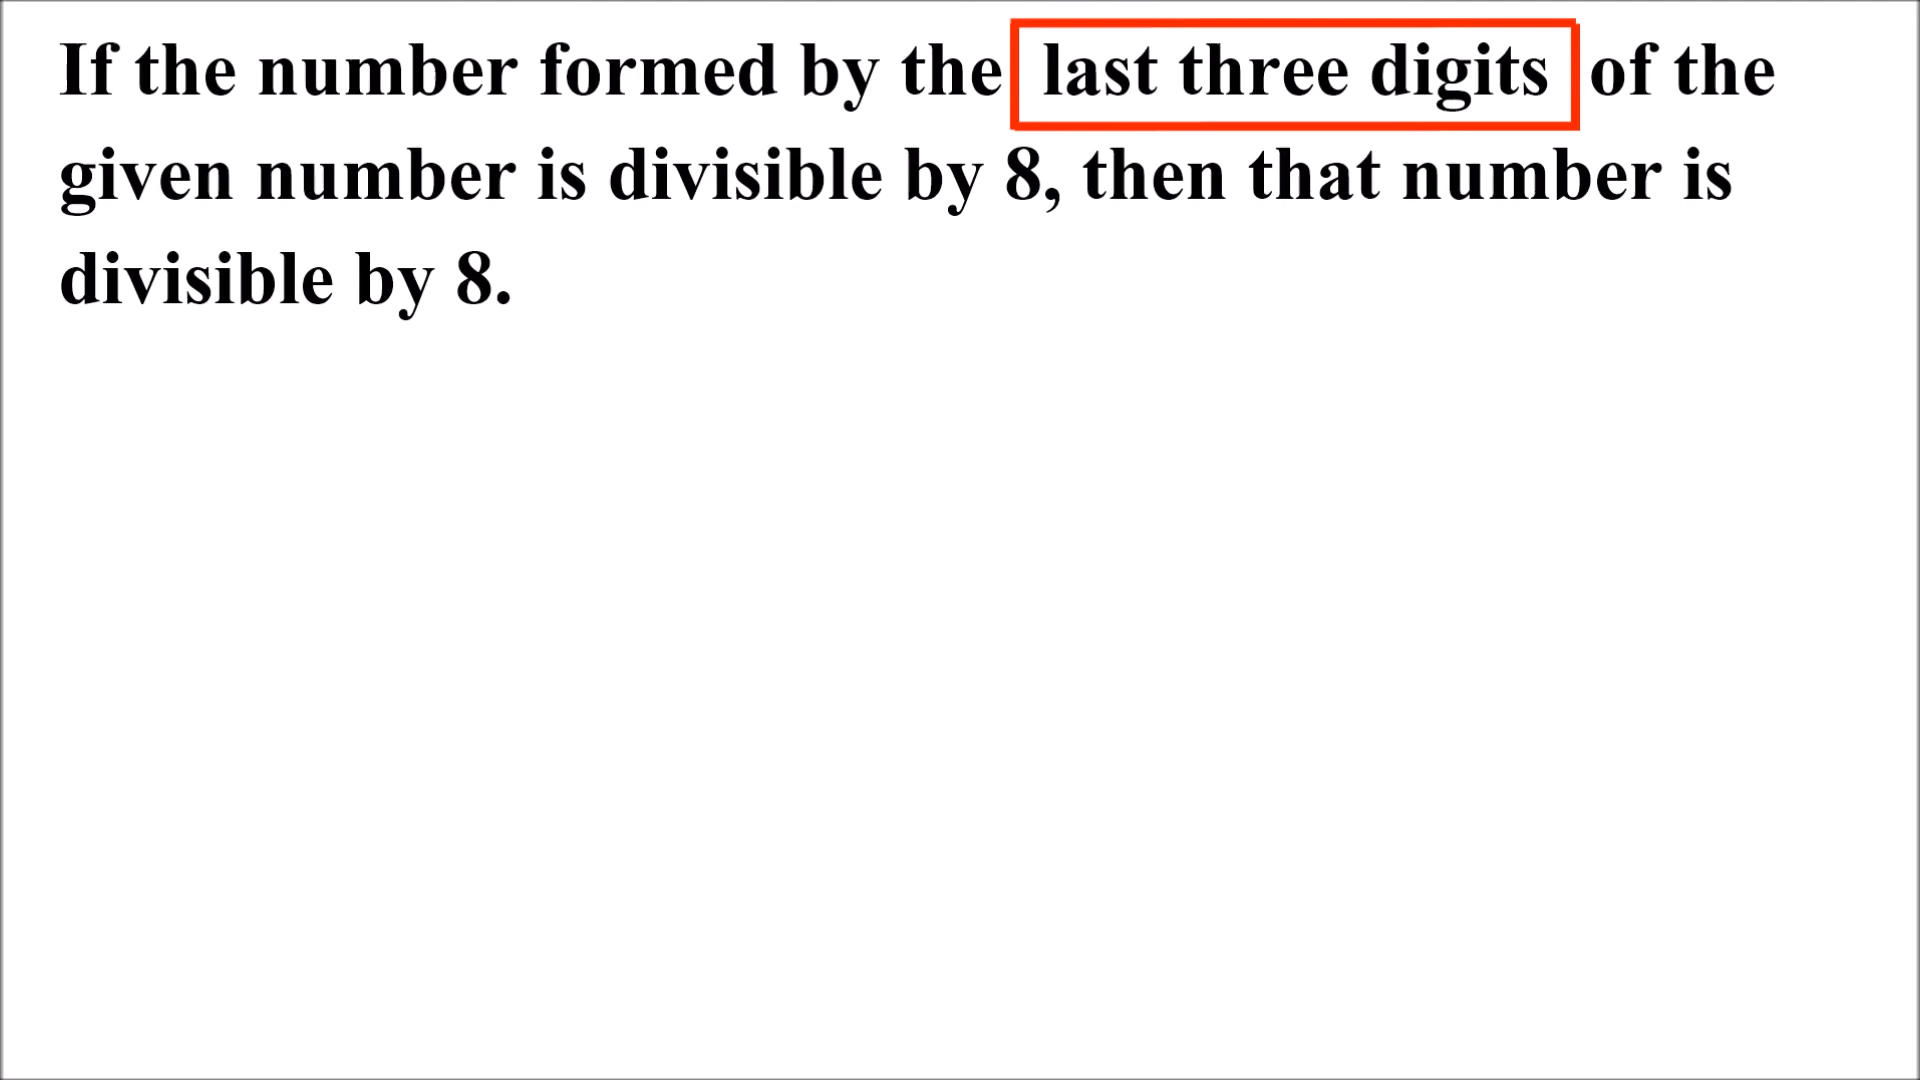 If the number formed by the last three digits of the
given number is divisible by 8, then that number is
divisible by 8.